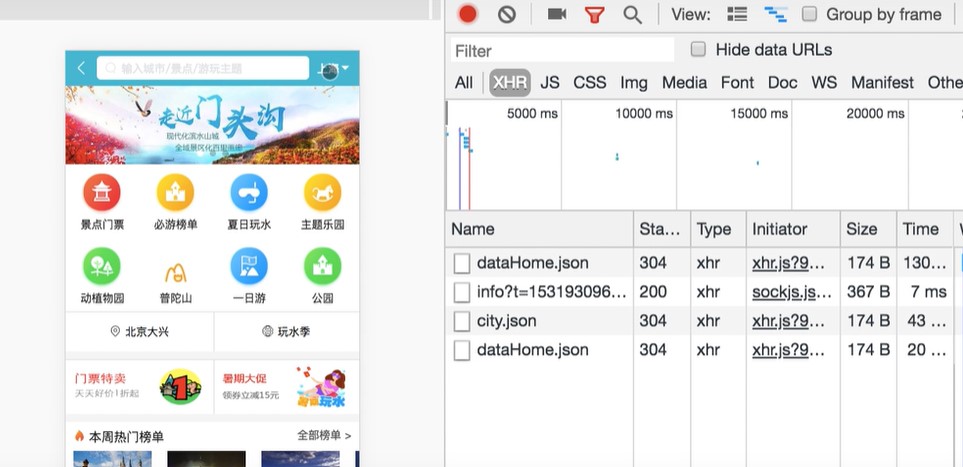 输入城市/景点/游玩主题
走近门头沟
现代化滨水山城
景点门票
必游榜单
夏日玩水
主题乐园
动植物园
普陀山
一日游
公园
北京大兴
玩水季
门票特卖
天天好价1折起
1
暑期大促
领券立减15元
玩水
本周热门榜单
全部榜单 >
View:
Group by frame
Filter
Hide data URLs
All XHR JS CSS Img Media Font Doc WS Manifest Othe
5000 ms 10000 ms 15000 ms 20000 ms
Name Sta... Type Initiator Size Time
dataHome.json 304 xhr xhr.js?9... 174 B 130...
info?t=153193096... 200 xhr sockjs.js... 367 B 7 ms
city.json 304 xhr xhr.js?9... 174 B 43 ...
dataHome.json 304 xhr xhr.js?9... 174 B 20 ...